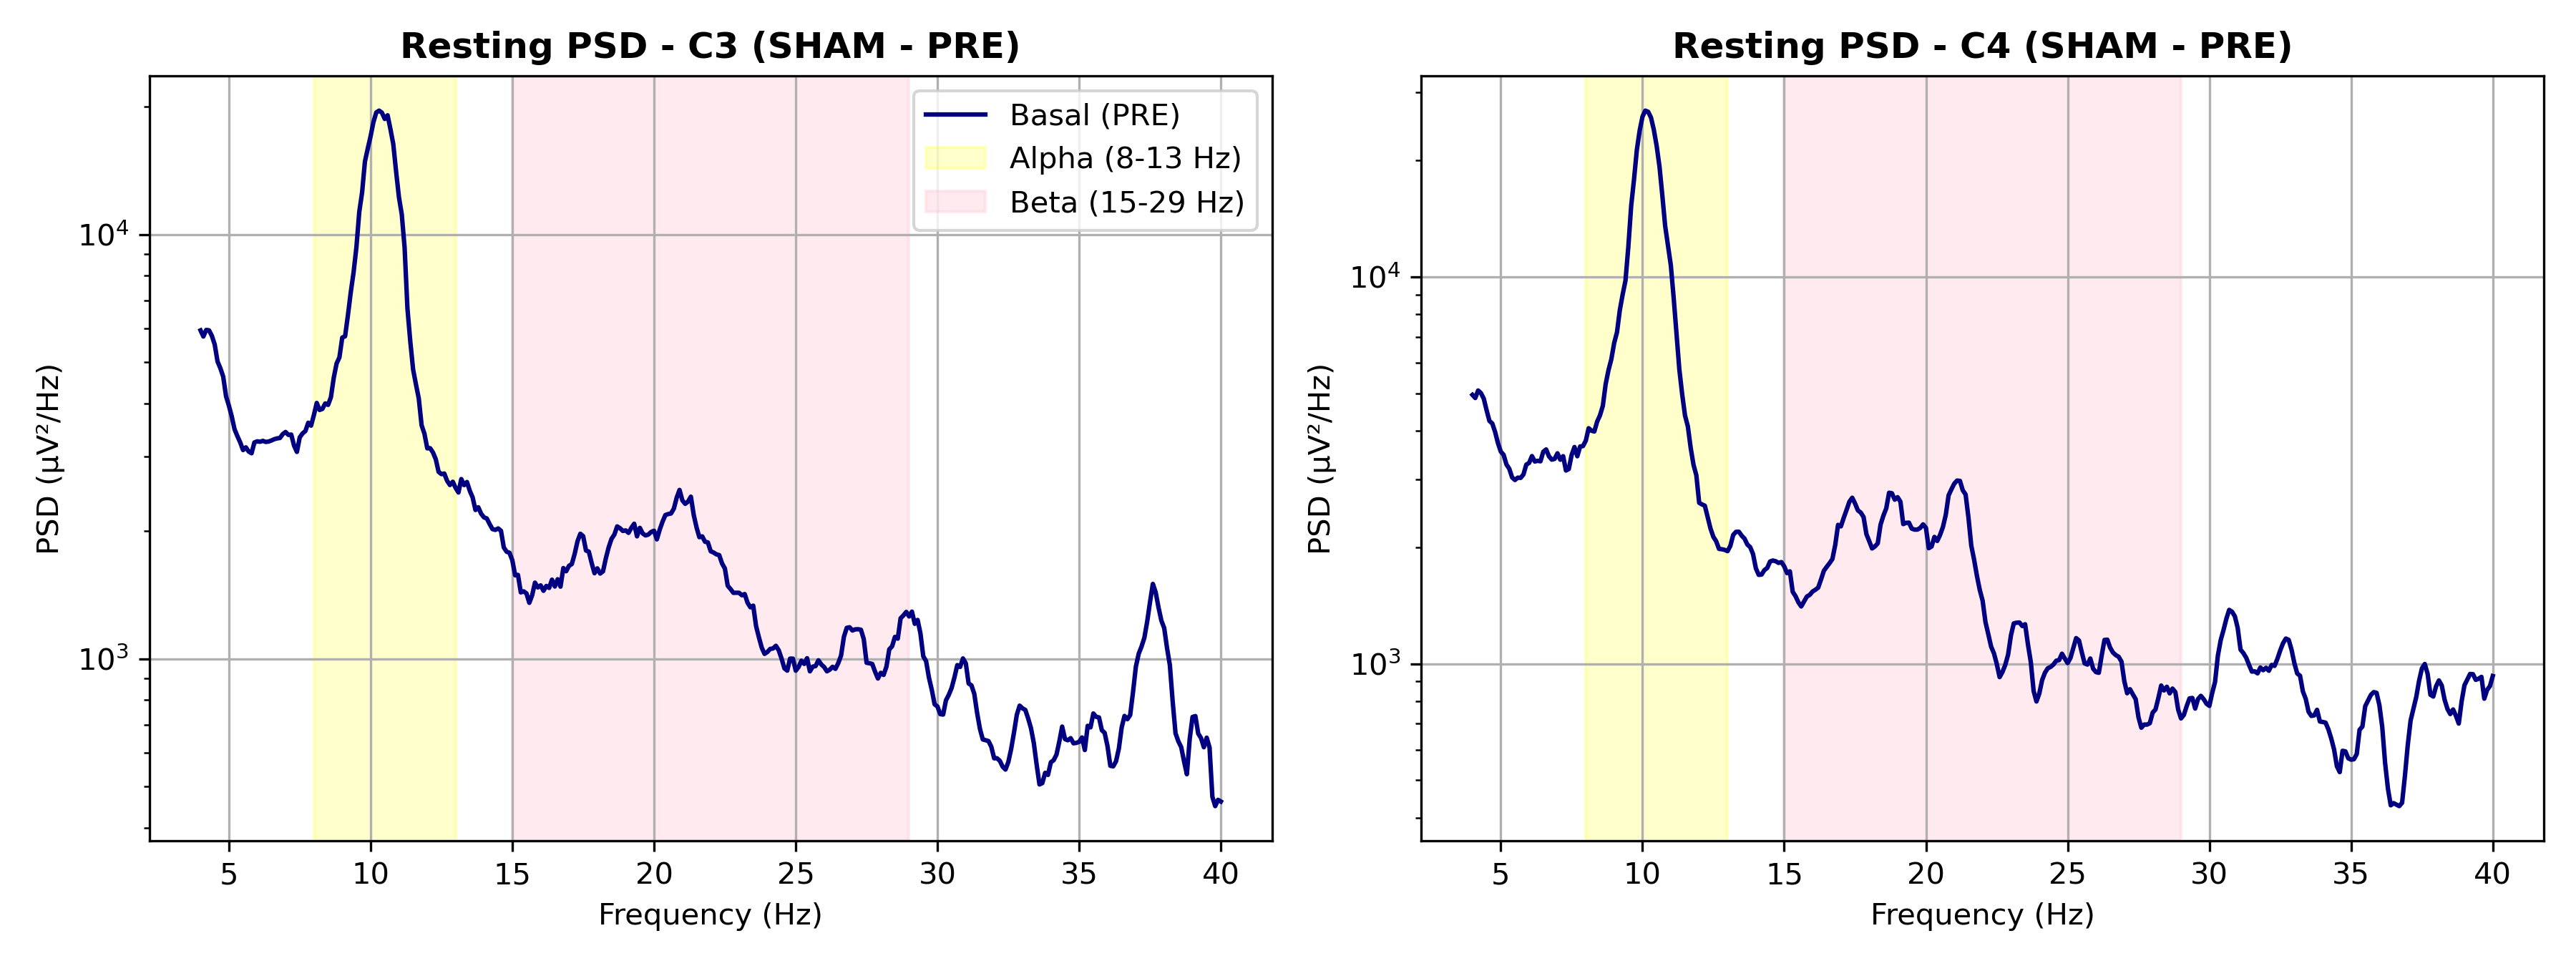 Resting PSD - C3 (SHAM - PRE)
PSD (µV²/Hz)
10⁴
10³
Basal (PRE)
Alpha (8-13 Hz)
Beta (15-29 Hz)
5 10 15 20 25 30 35 40
Frequency (Hz)
Resting PSD - C4 (SHAM - PRE)
PSD (µV²/Hz)
10⁴
10³
5 10 15 20 25 30 35 40
Frequency (Hz)